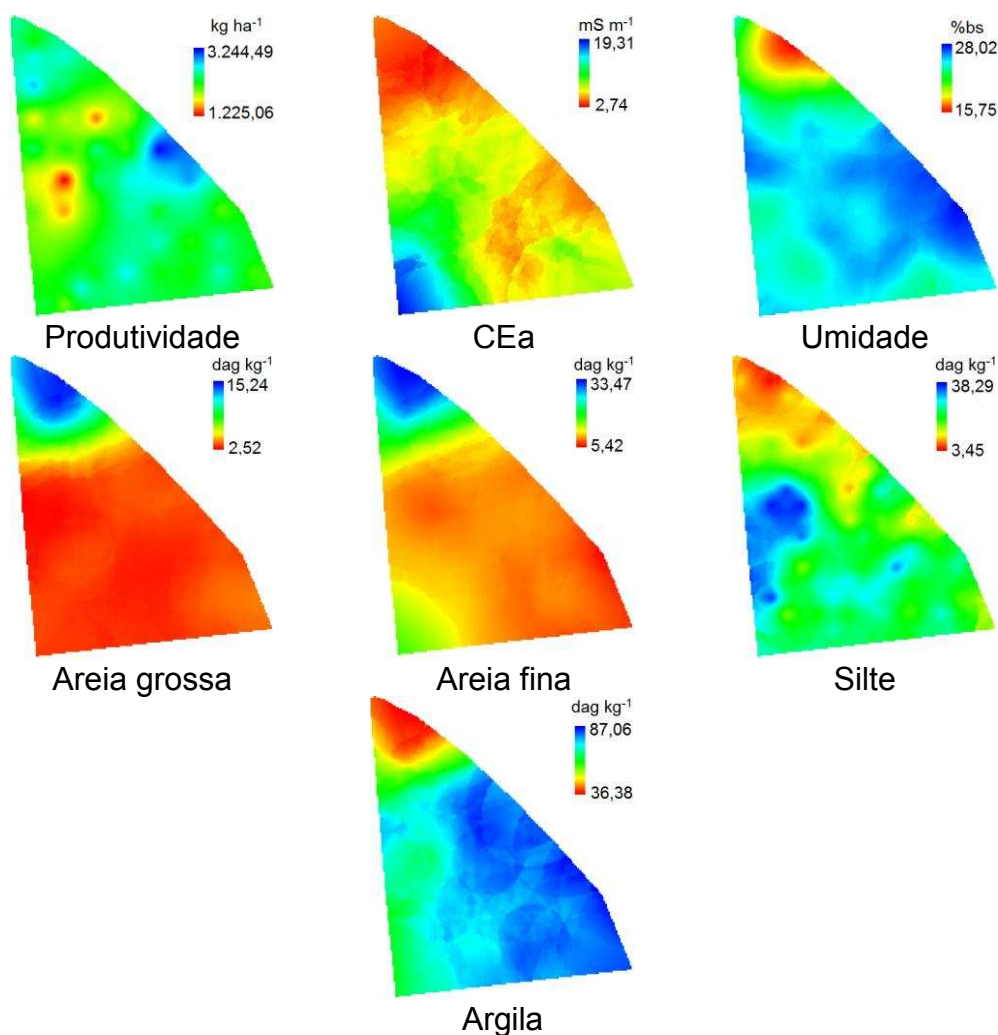 kg ha⁻¹
3.244,49
1.225,06
Produtividade
mS m⁻¹
19,31
2,74
CEa
%bs
28,02
15,75
Umidade
dag kg⁻¹
15,24
2,52
Areia grossa
dag kg⁻¹
33,47
5,42
Areia fina
dag kg⁻¹
38,29
3,45
Silte
dag kg⁻¹
87,06
36,38
Argila